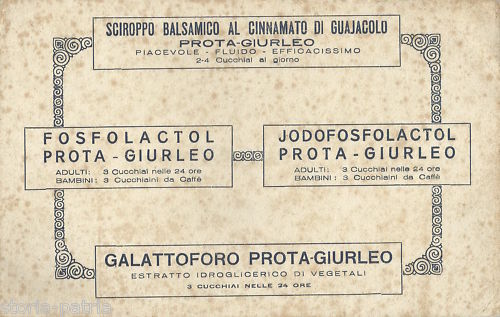 SCIROPPO BALSAMICO AL CINNAMATO DI GUAJACOLO
PROTA-GIURLEO
PIACEVOLE - FLUIDO - EFFICACISSIMO
2-4 Cucchiai al giorno
FOSFOLACTOL
PROTA - GIURLEO
ADULTI: 3 Cucchiai nelle 24 ore
BAMBINI: 3 Cucchiaini da Caffè
JODOFOSFOLACTOL
PROTA - GIURLEO
ADULTI: 3 Cucchiai nelle 24 ore
BAMBINI: 3 Cucchiaini da Caffè
GALATTOFORO PROTA-GIURLEO
ESTRATTO IDROGLICERICO DI VEGETALI
3 CUCCHIAI NELLE 24 ORE
storia-patria